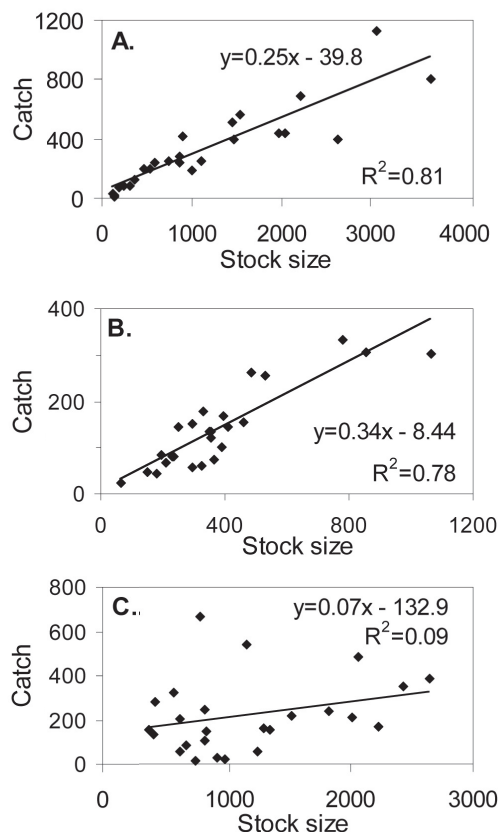 1200
A.
y=0.25x - 39.8
800
Catch
400
R²=0.81
0
0 1000 2000 3000 4000
Stock size
400
B.
Catch
200
y=0.34x - 8.44
R²=0.78
0
0 400 800 1200
Stock size
800
C.
y=0.07x - 132.9
600
R²=0.09
Catch
400
200
0
0 1000 2000 3000
Stock size